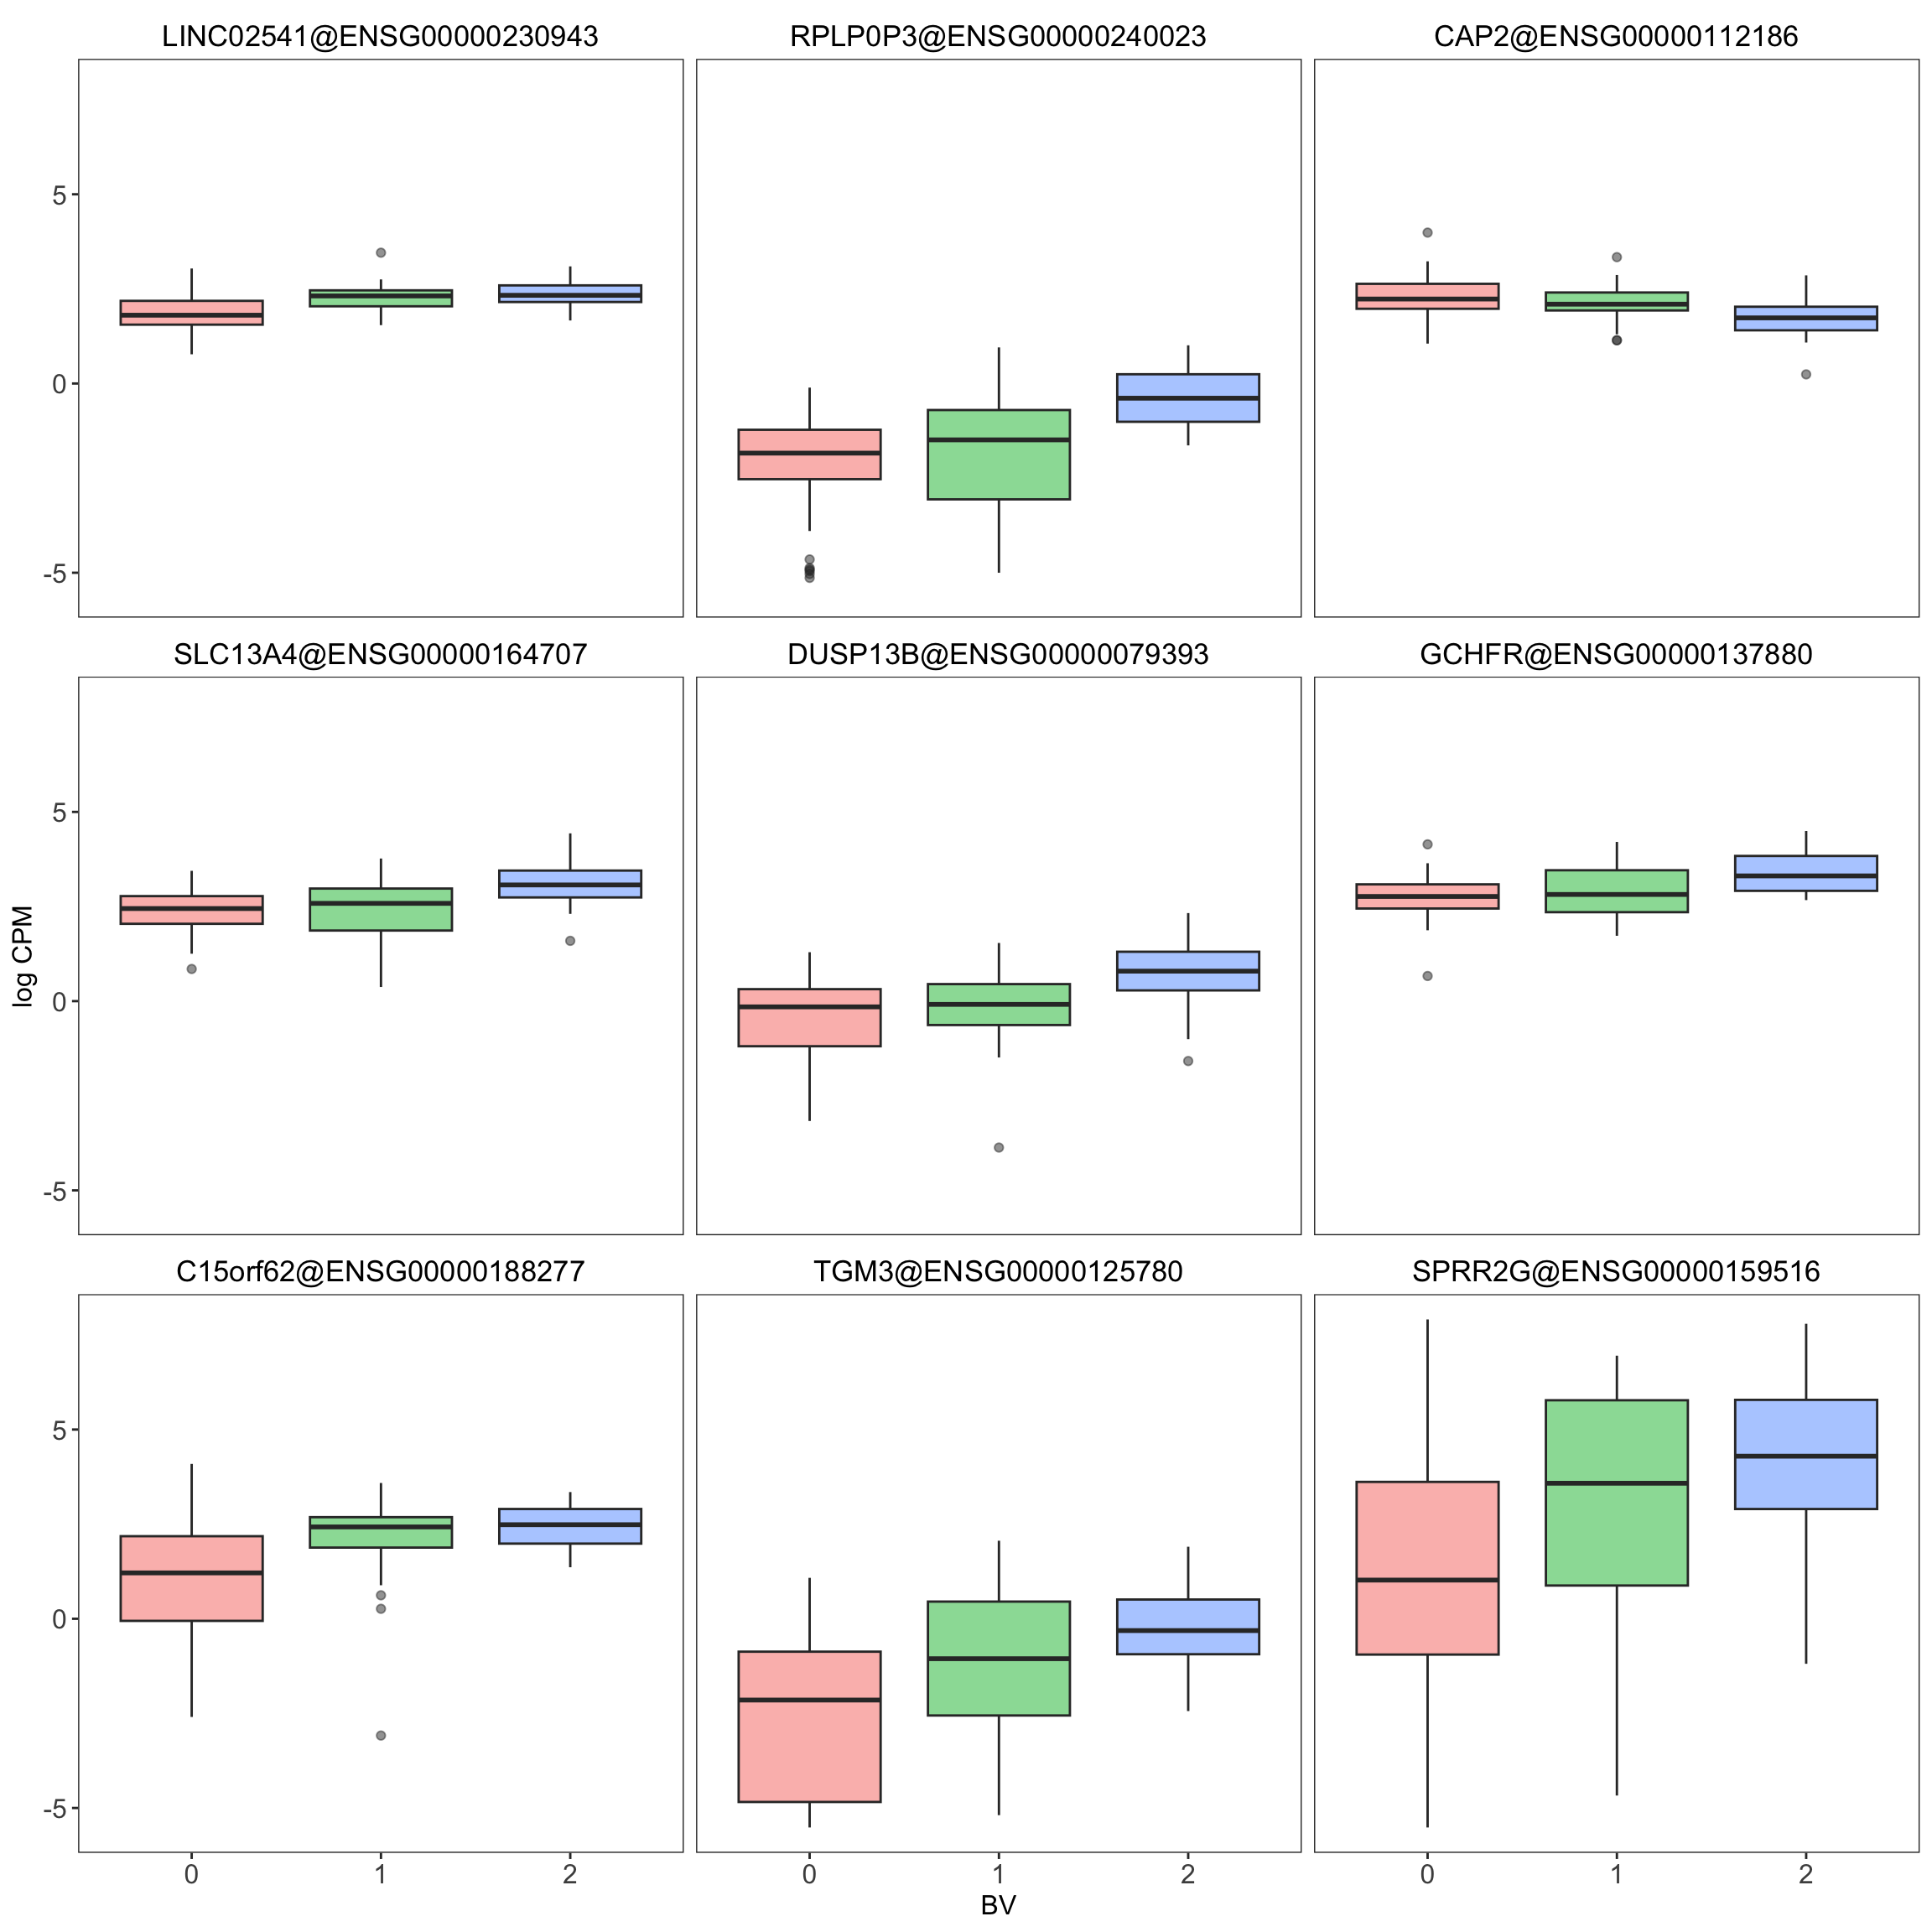 LINC02541@ENSG00000230943 RPLP0P3@ENSG00000240023 CAP2@ENSG00000112186
5
0
-5
SLC13A4@ENSG00000164707 DUSP13B@ENSG00000079393 GCHFR@ENSG00000137880
5
0
-5
log CPM
C15orf62@ENSG00000188277 TGM3@ENSG00000125780 SPRR2G@ENSG00000159516
5
0
-5
0 1 2 0 1 2 0 1 2
BV